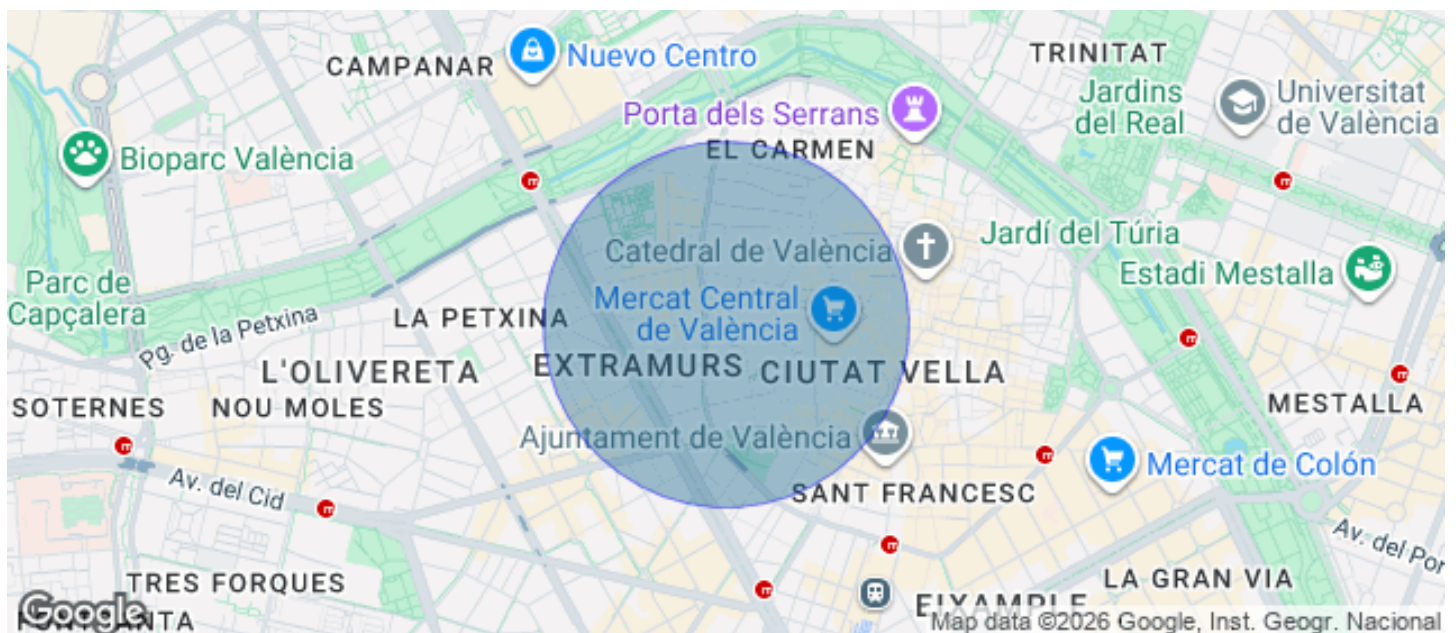 CAMPANAR
Nuevo Centro
TRINITAT
Jardins
del Real
Universitat
de València
Porta dels Serrans
EL CARMEN
Bioparc València
Catedral de València
Jardí del Túria
Estadi Mestalla
Parc de
Capçalera
Mercat Central
de València
LA PETXINA
Pg. de la Petxina
EXTRAMURS
CIUTAT VELLA
L'OLIVERETA
SOTERNES
NOU MOLES
MESTALLA
Ajuntament de València
Mercat de Colón
Av. del Cid
SANT FRANCESC
Av. del Por
TRES FORQUES
LA GRAN VIA
EIXAMPLE
Google
Map data ©2026 Google, Inst. Geogr. Nacional